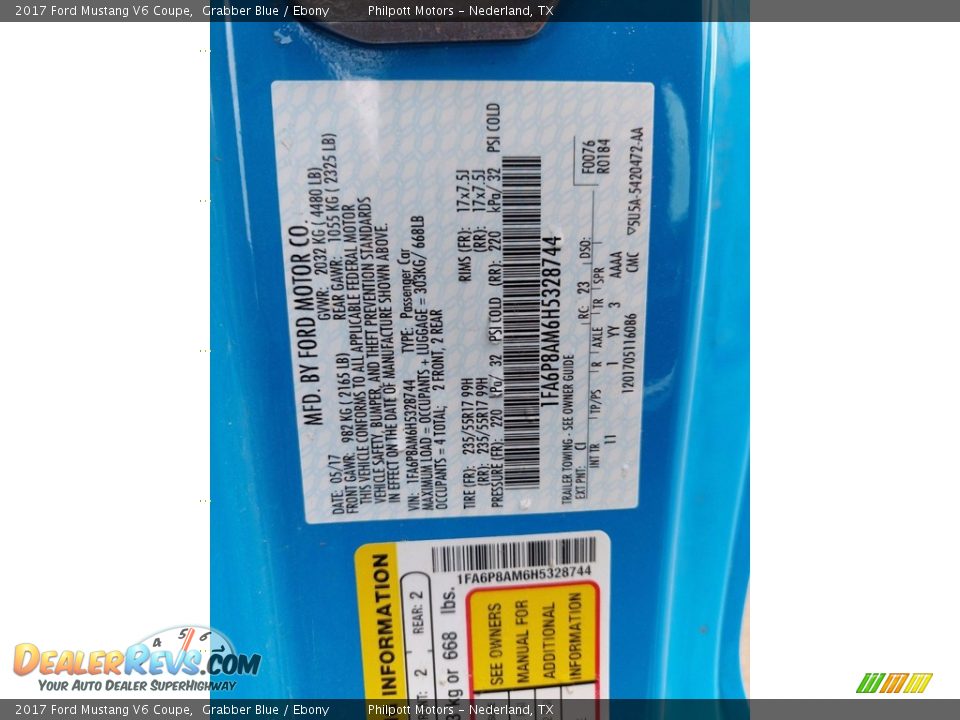 2017 Ford Mustang V6 Coupe,  Grabber Blue / Ebony        Philpott Motors - Nederland, TX
MFD. BY FORD MOTOR CO.
DATE: 05/17    GVWR: 2032 KG ( 4480 LB)
FRONT GAWR: 982 KG ( 2165 LB)    REAR GAWR: 1055 KG ( 2325 LB)
THIS VEHICLE CONFORMS TO ALL APPLICABLE FEDERAL MOTOR
VEHICLE SAFETY, BUMPER, AND THEFT PREVENTION STANDARDS
IN EFFECT ON THE DATE OF MANUFACTURE SHOWN ABOVE.
VIN: 1FA6P8AM6H5328744    TYPE: Passenger Car
MAXIMUM LOAD = OCCUPANTS + LUGGAGE = 303KG/ 668LB
OCCUPANTS = 4 TOTAL; 2 FRONT, 2 REAR
TIRE (FR): 235/55R17 99H    RIMS (FR): 17x7.5J
(RR): 235/55R17 99H    (RR): 17x7.5J
PRESSURE (FR): 220 kPa/ 32 PSI COLD (RR): 220 kPa/ 32 PSI COLD
1FA6P8AM6H5328744
TRAILER TOWING - SEE OWNER GUIDE
EXT PNT: CI    RC: 23    DSO:    F0076
R0184
INT TR    TP/PS    R    AXLE    TR    SPR
11    1    YY    3    AAAA
1201705116086    CMC    ▽5U5A-5420472-AA
INFORMATION
1FA6P8AM6H5328744
2    REAR: 2
kg or 668 lbs.
SEE OWNERS
MANUAL FOR
ADDITIONAL
INFORMATION
4 5 6
DEALERREVS.COM
YOUR AUTO DEALER SUPERHIGHWAY
2017 Ford Mustang V6 Coupe,  Grabber Blue / Ebony        Philpott Motors - Nederland, TX